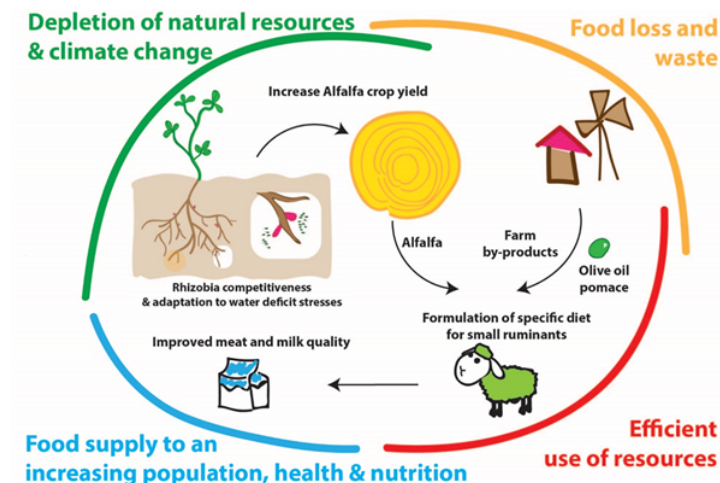 Depletion of natural resources
& climate change
Food loss and
waste
Increase Alfalfa crop yield
Alfalfa
Farm
by-products
Olive oil
pomace
Rhizobia competitiveness
& adaptation to water deficit stresses
Formulation of specific diet
for small ruminants
Improved meat and milk quality
Food supply to an
increasing population, health & nutrition
Efficient
use of resources